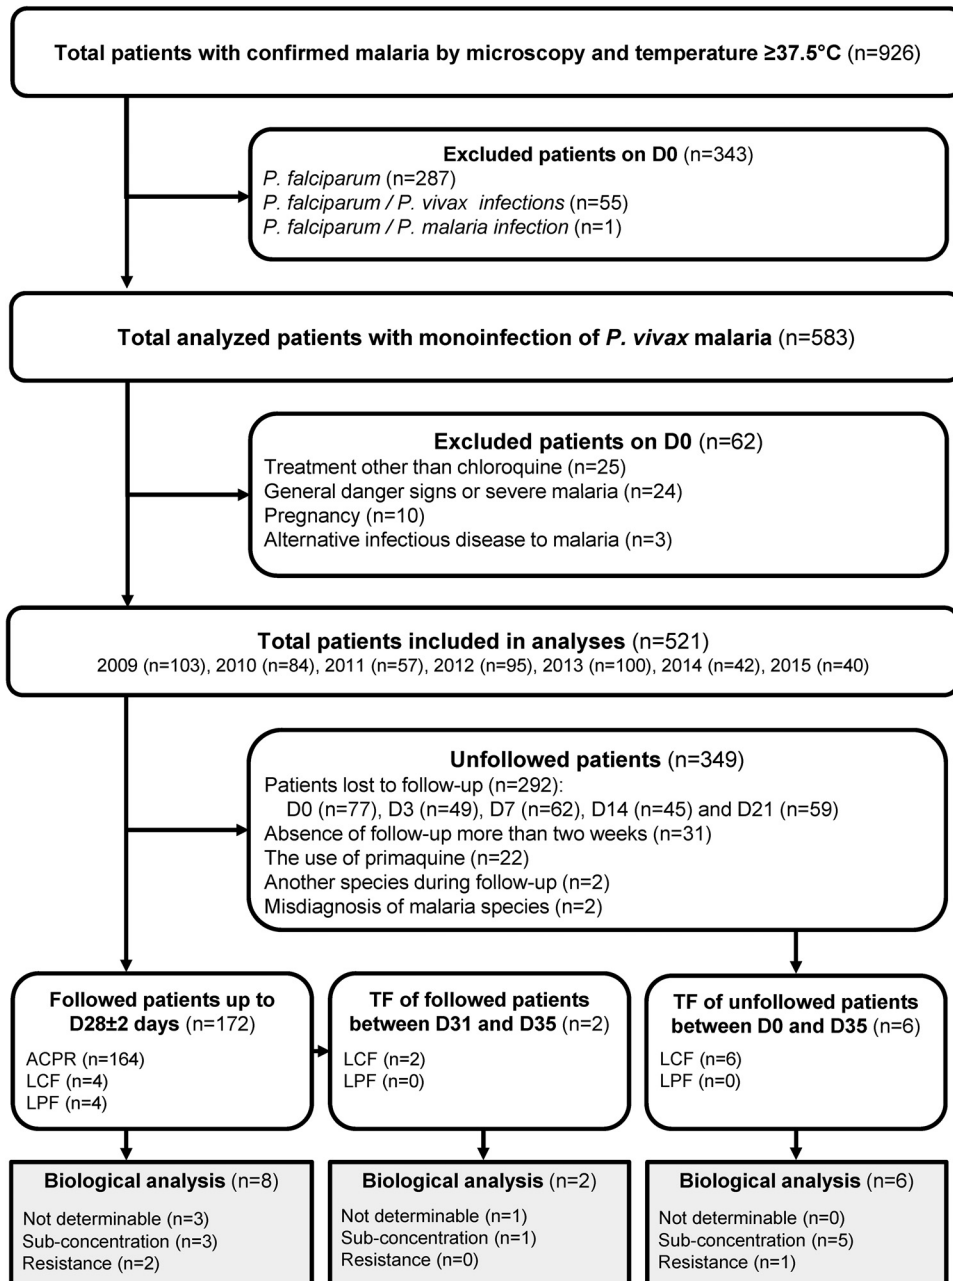 Total patients with confirmed malaria by microscopy and temperature ≥37.5°C (n=926)
Excluded patients on D0 (n=343)
P. falciparum (n=287)
P. falciparum / P. vivax infections (n=55)
P. falciparum / P. malaria infection (n=1)
Total analyzed patients with monoinfection of P. vivax malaria (n=583)
Excluded patients on D0 (n=62)
Treatment other than chloroquine (n=25)
General danger signs or severe malaria (n=24)
Pregnancy (n=10)
Alternative infectious disease to malaria (n=3)
Total patients included in analyses (n=521)
2009 (n=103), 2010 (n=84), 2011 (n=57), 2012 (n=95), 2013 (n=100), 2014 (n=42), 2015 (n=40)
Unfollowed patients (n=349)
Patients lost to follow-up (n=292):
D0 (n=77), D3 (n=49), D7 (n=62), D14 (n=45) and D21 (n=59)
Absence of follow-up more than two weeks (n=31)
The use of primaquine (n=22)
Another species during follow-up (n=2)
Misdiagnosis of malaria species (n=2)
Followed patients up to
D28±2 days (n=172)
ACPR (n=164)
LCF (n=4)
LPF (n=4)
TF of followed patients
between D31 and D35 (n=2)
LCF (n=2)
LPF (n=0)
TF of unfollowed patients
between D0 and D35 (n=6)
LCF (n=6)
LPF (n=0)
Biological analysis (n=8)
Not determinable (n=3)
Sub-concentration (n=3)
Resistance (n=2)
Biological analysis (n=2)
Not determinable (n=1)
Sub-concentration (n=1)
Resistance (n=0)
Biological analysis (n=6)
Not determinable (n=0)
Sub-concentration (n=5)
Resistance (n=1)